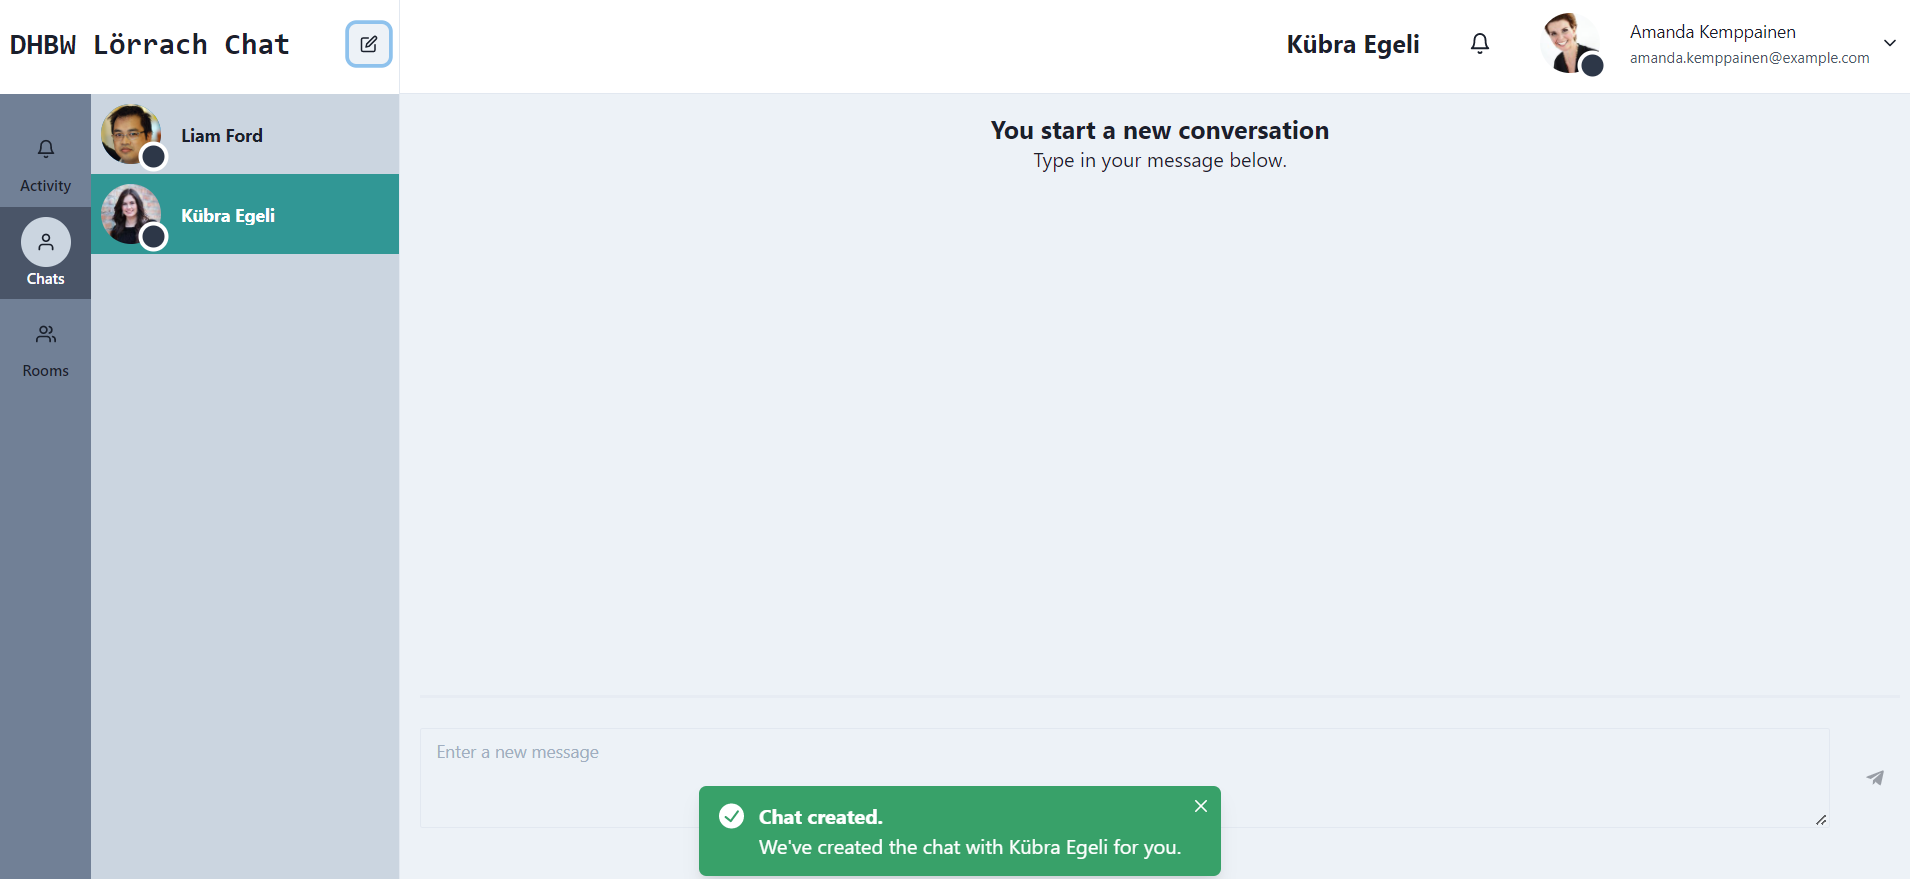 DHBW Lörrach Chat
Kübra Egeli
Amanda Kemppainen
amanda.kemppainen@example.com
Activity
Chats
Rooms
Liam Ford
Kübra Egeli
You start a new conversation
Type in your message below.
Enter a new message
Chat created.
We've created the chat with Kübra Egeli for you.